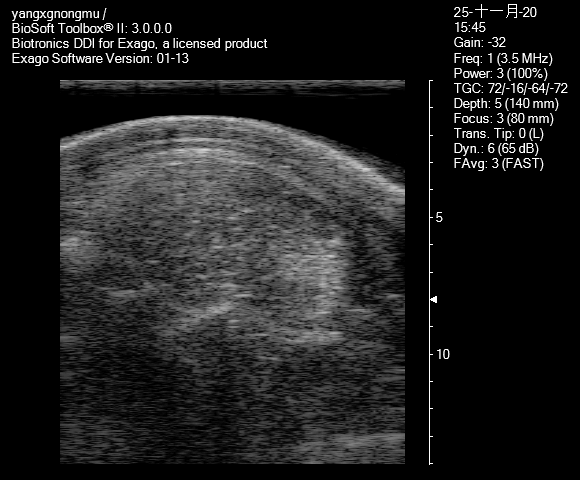 yangxgnongmu /
BioSoft Toolbox® II: 3.0.0.0
Biotronics DDI for Exago, a licensed product
Exago Software Version: 01-13
25-十一月-20
15:45
Gain: -32
Freq: 1 (3.5 MHz)
Power: 3 (100%)
TGC: 72/-16/-64/-72
Depth: 5 (140 mm)
Focus: 3 (80 mm)
Trans. Tip: 0 (L)
Dyn.: 6 (65 dB)
FAvg: 3 (FAST)
5
10